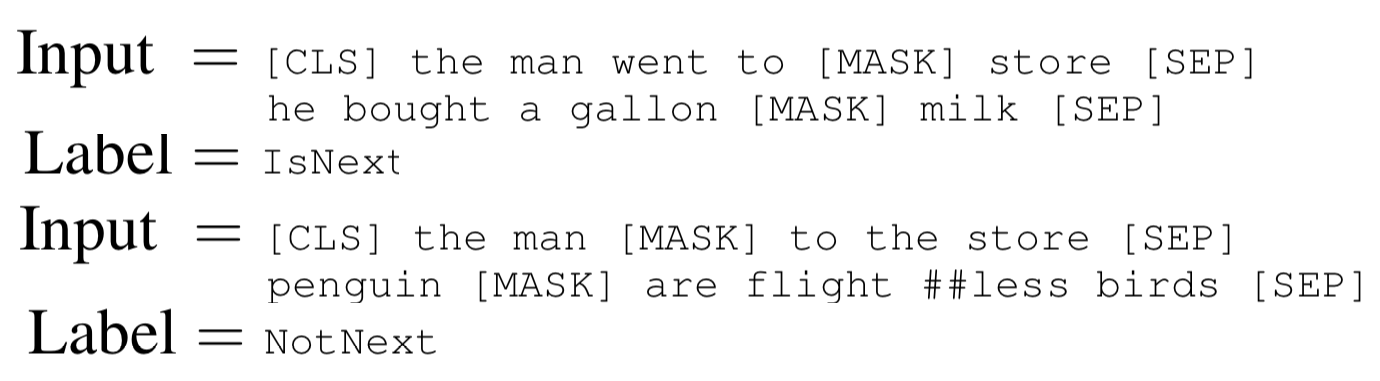 Input = [CLS] the man went to [MASK] store [SEP]
he bought a gallon [MASK] milk [SEP]
Label = IsNext
Input = [CLS] the man [MASK] to the store [SEP]
penguin [MASK] are flight ##less birds [SEP]
Label = NotNext